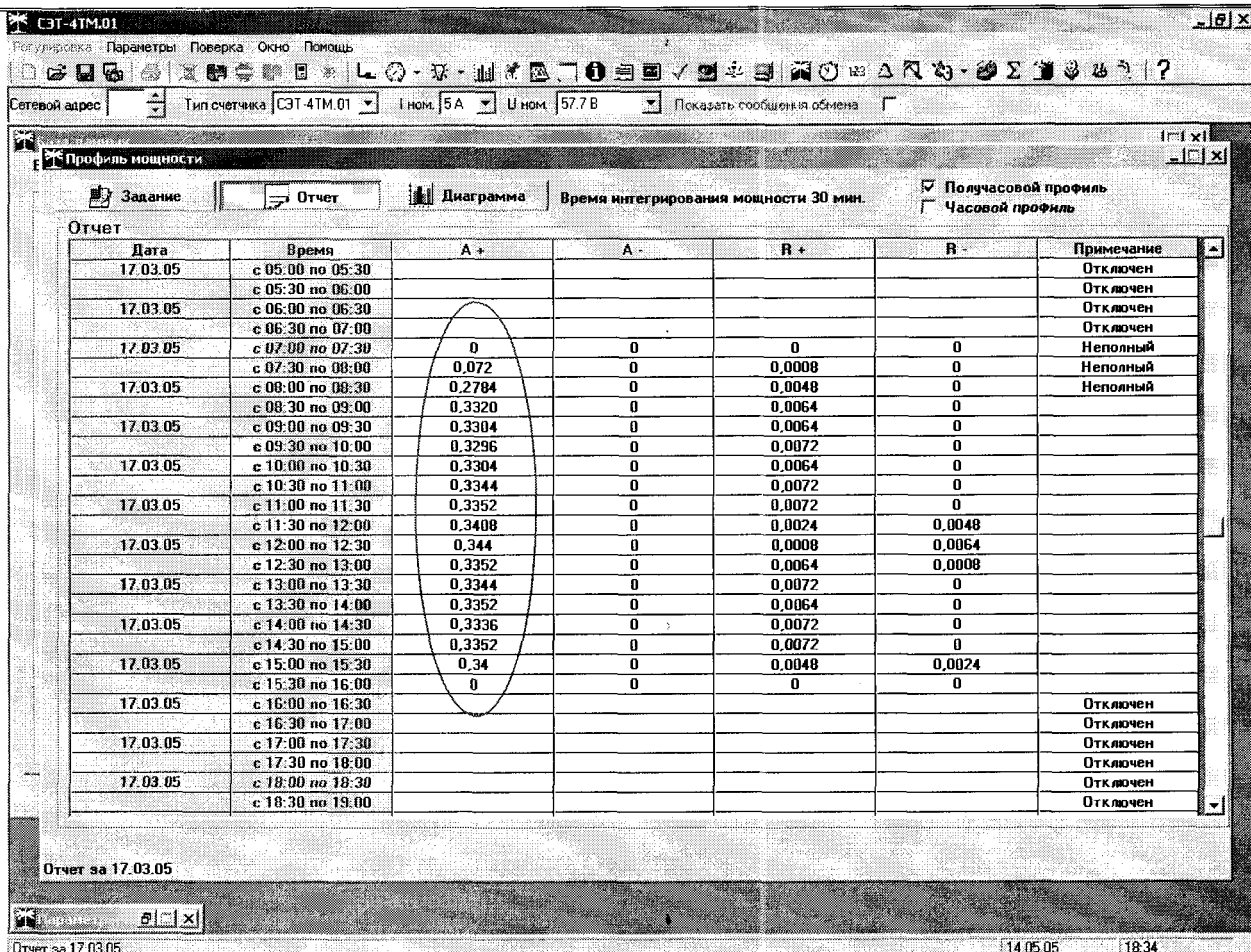 СЭТ-4ТМ.01
Регулировка Параметры Поверка Окно Помощь
Сетевой адрес Тип счетчика СЭТ-4ТМ.01 I ном. 5 А U ном. 57.7 В Показать сообщения обмена
Профиль мощности
Задание Отчет Диаграмма Время интегрирования мощности 30 мин. Получасовой профиль
Часовой профиль
Отчет
Дата Время A + A - R + R - Примечание
17.03.05 с 05:00 по 05:30 Отключен
с 05:30 по 06:00 Отключен
17.03.05 с 06:00 по 06:30 Отключен
с 06:30 по 07:00 Отключен
17.03.05 с 07:00 по 07:30 0 0 0 0 Неполный
с 07:30 по 08:00 0,072 0 0,0008 0 Неполный
17.03.05 с 08:00 по 08:30 0,2784 0 0,0048 0 Неполный
с 08:30 по 09:00 0,3320 0 0,0064 0
17.03.05 с 09:00 по 09:30 0,3304 0 0,0064 0
с 09:30 по 10:00 0,3296 0 0,0072 0
17.03.05 с 10:00 по 10:30 0,3304 0 0,0064 0
с 10:30 по 11:00 0,3344 0 0,0072 0
17.03.05 с 11:00 по 11:30 0,3352 0 0,0072 0
с 11:30 по 12:00 0,3408 0 0,0024 0,0048
17.03.05 с 12:00 по 12:30 0,344 0 0,0008 0,0064
с 12:30 по 13:00 0,3352 0 0,0064 0,0008
17.03.05 с 13:00 по 13:30 0,3344 0 0,0072 0
с 13:30 по 14:00 0,3352 0 0,0064 0
17.03.05 с 14:00 по 14:30 0,3336 0 0,0072 0
с 14:30 по 15:00 0,3352 0 0,0072 0
17.03.05 с 15:00 по 15:30 0,34 0 0,0048 0,0024
с 15:30 по 16:00 0 0 0 0
17.03.05 с 16:00 по 16:30 Отключен
с 16:30 по 17:00 Отключен
17.03.05 с 17:00 по 17:30 Отключен
с 17:30 по 18:00 Отключен
17.03.05 с 18:00 по 18:30 Отключен
с 18:30 по 19:00 Отключен
Отчет за 17.03.05
Отчет за 17.03.05 14.05.05 18:34